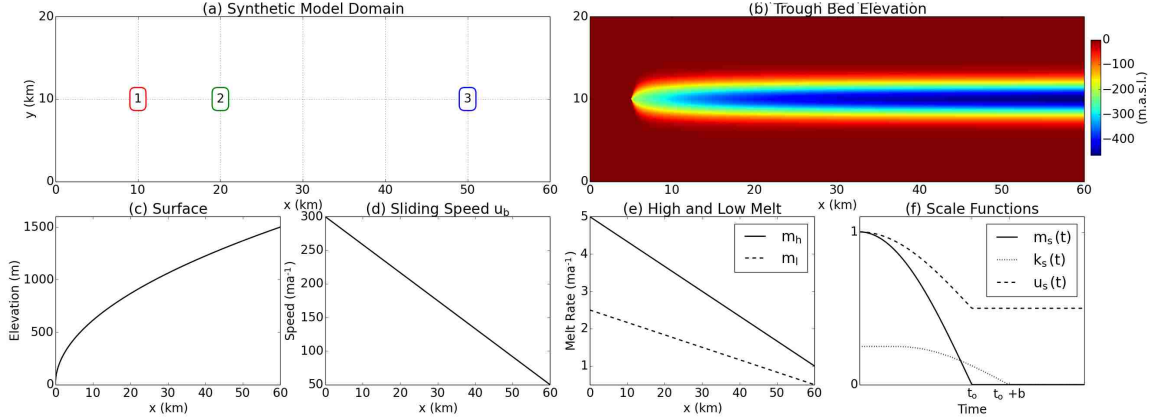 (a) Synthetic Model Domain
20
10
0
y (km)
1
2
3
0 10 20 30 40 50 60
x (km)
(b) Trough Bed Elevation
20
10
0
0 10 20 30 40 50 60
x (km)
0
−100
−200
−300
−400
(m.a.s.l.)
(c) Surface
1500
1000
500
0
Elevation (m)
0 10 20 30 40 50 60
x (km)
(d) Sliding Speed u_b
300
250
200
150
100
50
Speed (ma⁻¹)
0 10 20 30 40 50 60
x (km)
(e) High and Low Melt
m_h
m_l
5
4
3
2
1
Melt Rate (ma⁻¹)
0 10 20 30 40 50 60
x (km)
(f) Scale Functions
m_s(t)
k_s(t)
u_s(t)
1
0
t_o t_o +b
Time